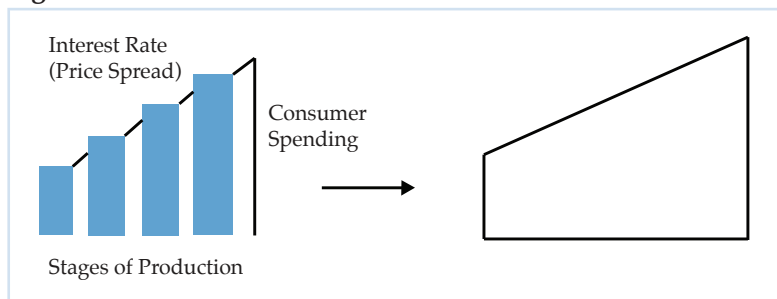 Interest Rate
(Price Spread)
Consumer
Spending
Stages of Production